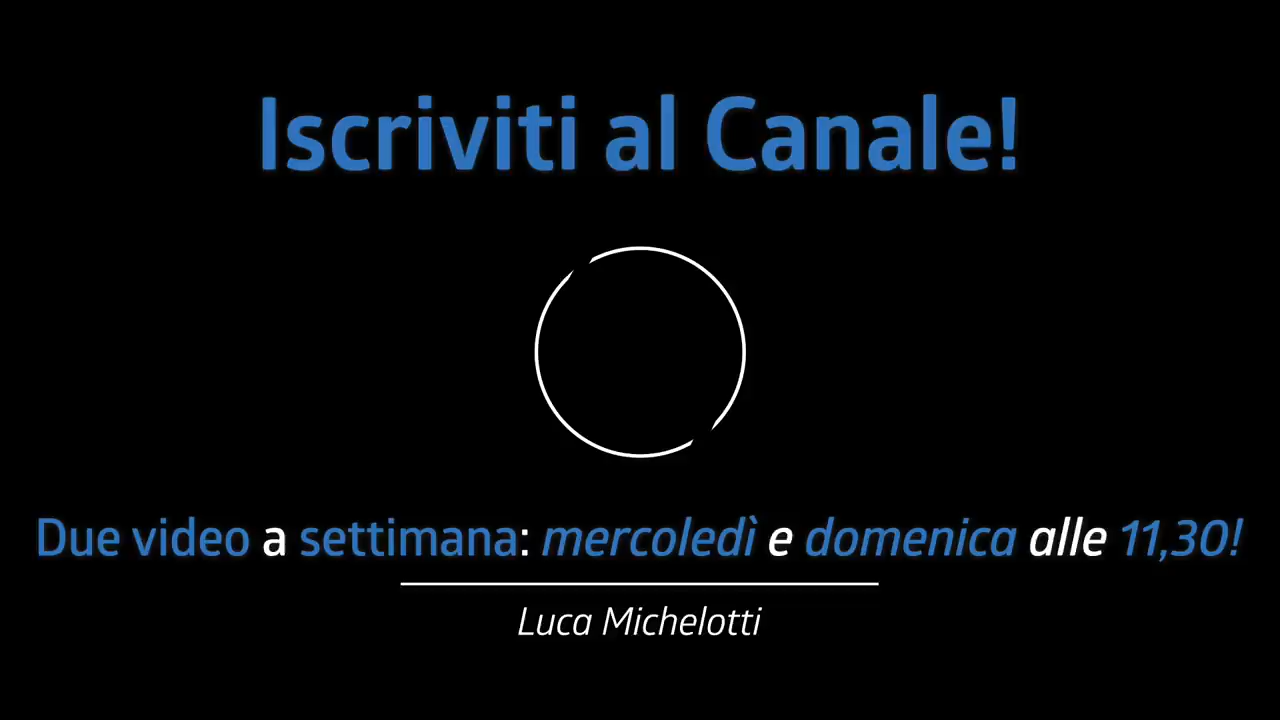 Iscriviti al Canale!
Due video a settimana: mercoledì e domenica alle 11,30!
Luca Michelotti